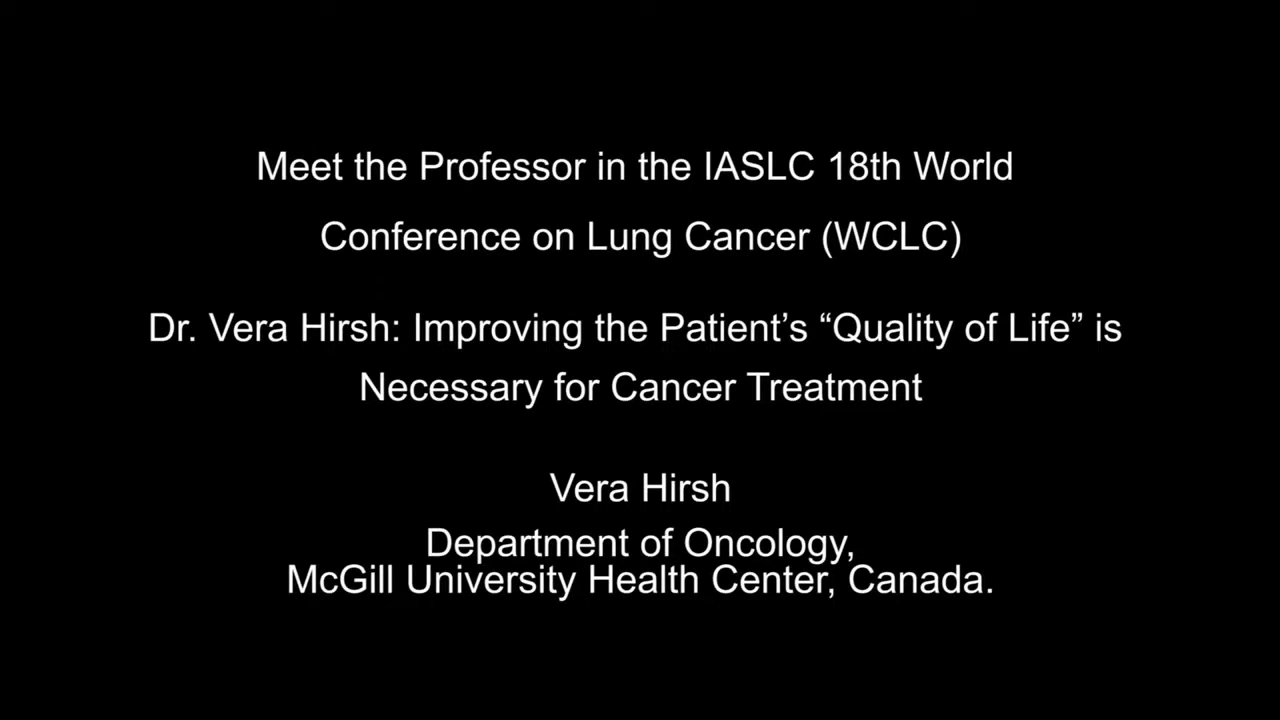 Meet the Professor in the IASLC 18th World
Conference on Lung Cancer (WCLC)
Dr. Vera Hirsh: Improving the Patient’s “Quality of Life” is
Necessary for Cancer Treatment
Vera Hirsh
Department of Oncology,
McGill University Health Center, Canada.